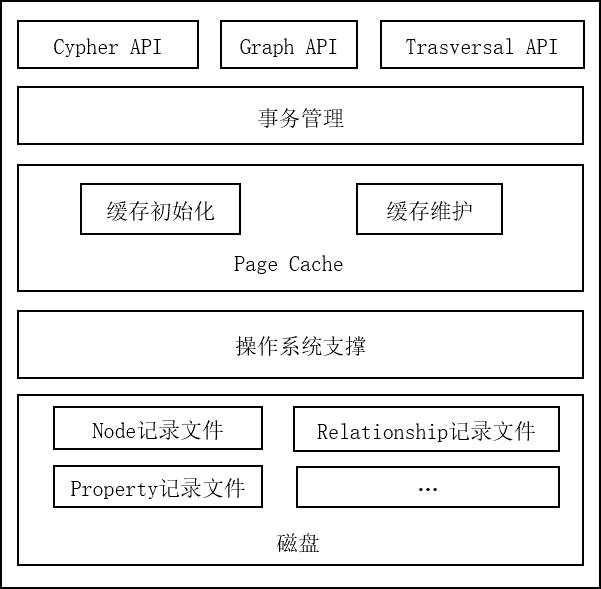 Cypher API
Graph API
Trasversal API
事务管理
缓存初始化
缓存维护
Page Cache
操作系统支撑
Node记录文件
Relationship记录文件
Property记录文件
...
磁盘